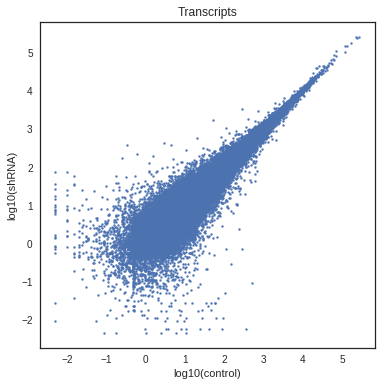 Transcripts
5
4
3
2
1
0
−1
−2
log10(shRNA)
−2 −1 0 1 2 3 4 5
log10(control)